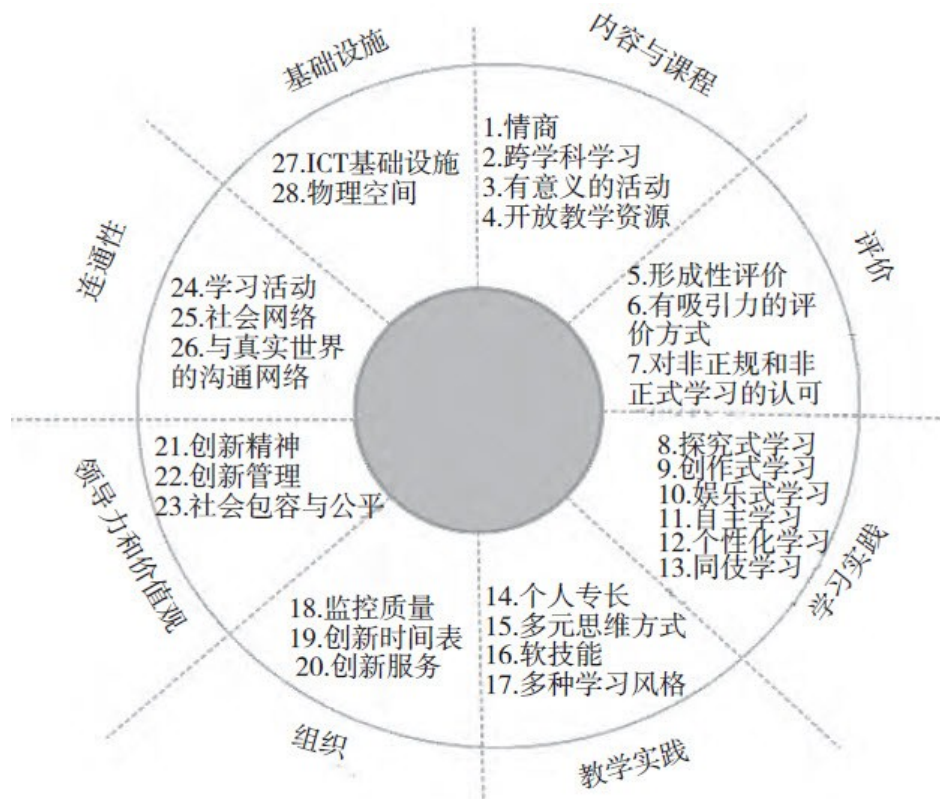 内容与课程
1.情商
2.跨学科学习
3.有意义的活动
4.开放教学资源
评价
5.形成性评价
6.有吸引力的评
价方式
7.对非正规和非
正式学习的认可
学习实践
8.探究式学习
9.创作式学习
10.娱乐式学习
11.自主学习
12.个性化学习
13.同伎学习
教学实践
14.个人专长
15.多元思维方式
16.软技能
17.多种学习风格
组织
18.监控质量
19.创新时间表
20.创新服务
领导力和价值观
21.创新精神
22.创新管理
23.社会包容与公平
连通性
24.学习活动
25.社会网络
26.与真实世界
的沟通网络
基础设施
27.ICT基础设施
28.物理空间